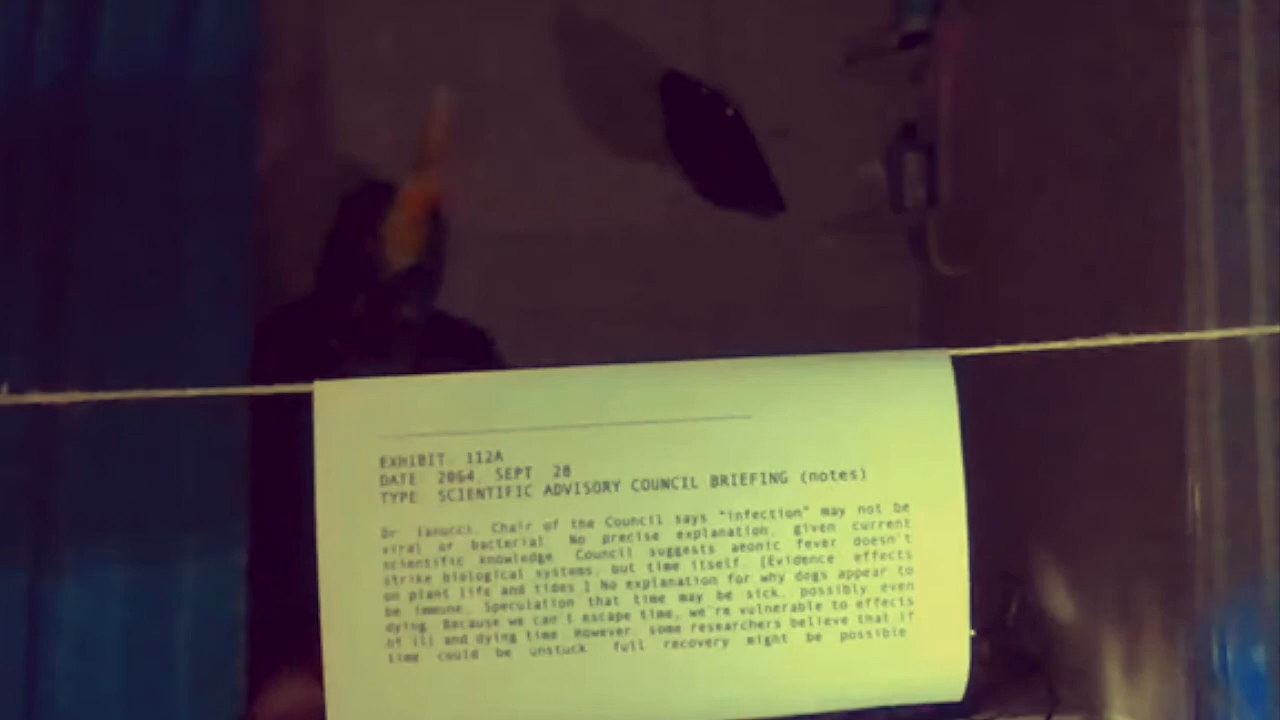 EXHIBIT 112A
DATE 2064, SEPT 28
TYPE SCIENTIFIC ADVISORY COUNCIL BRIEFING (notes)
Dr Ianucci, Chair of the Council says "infection" may not be
viral or bacterial. No precise explanation, given current
scientific knowledge. Council suggests aeonic fever doesn't
strike biological systems, but time itself. [Evidence effects
on plant life and tides.] No explanation for why dogs appear to
be immune. Speculation that time may be sick, possibly even
dying. Because we can't escape time, we're vulnerable to effects
of ill and dying time. However, some researchers believe that if
time could be unstuck full recovery might be possible.